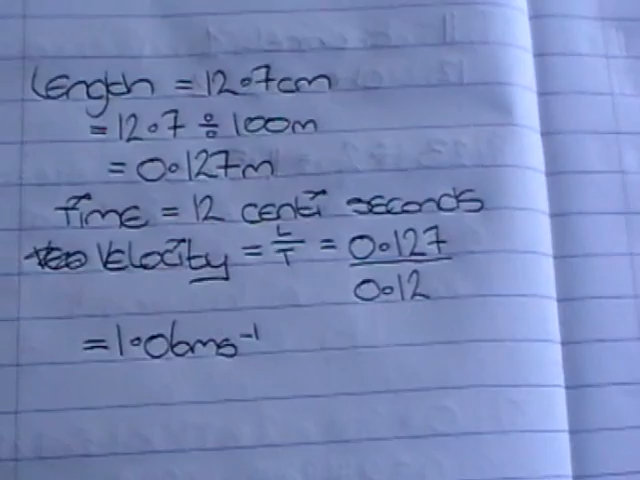 Length = 12.7cm
= 12.7 ÷ 100m
= 0.127m
Time = 12 centi seconds
Velocity = L/T = 0.127/0.12
= 1.06ms⁻¹